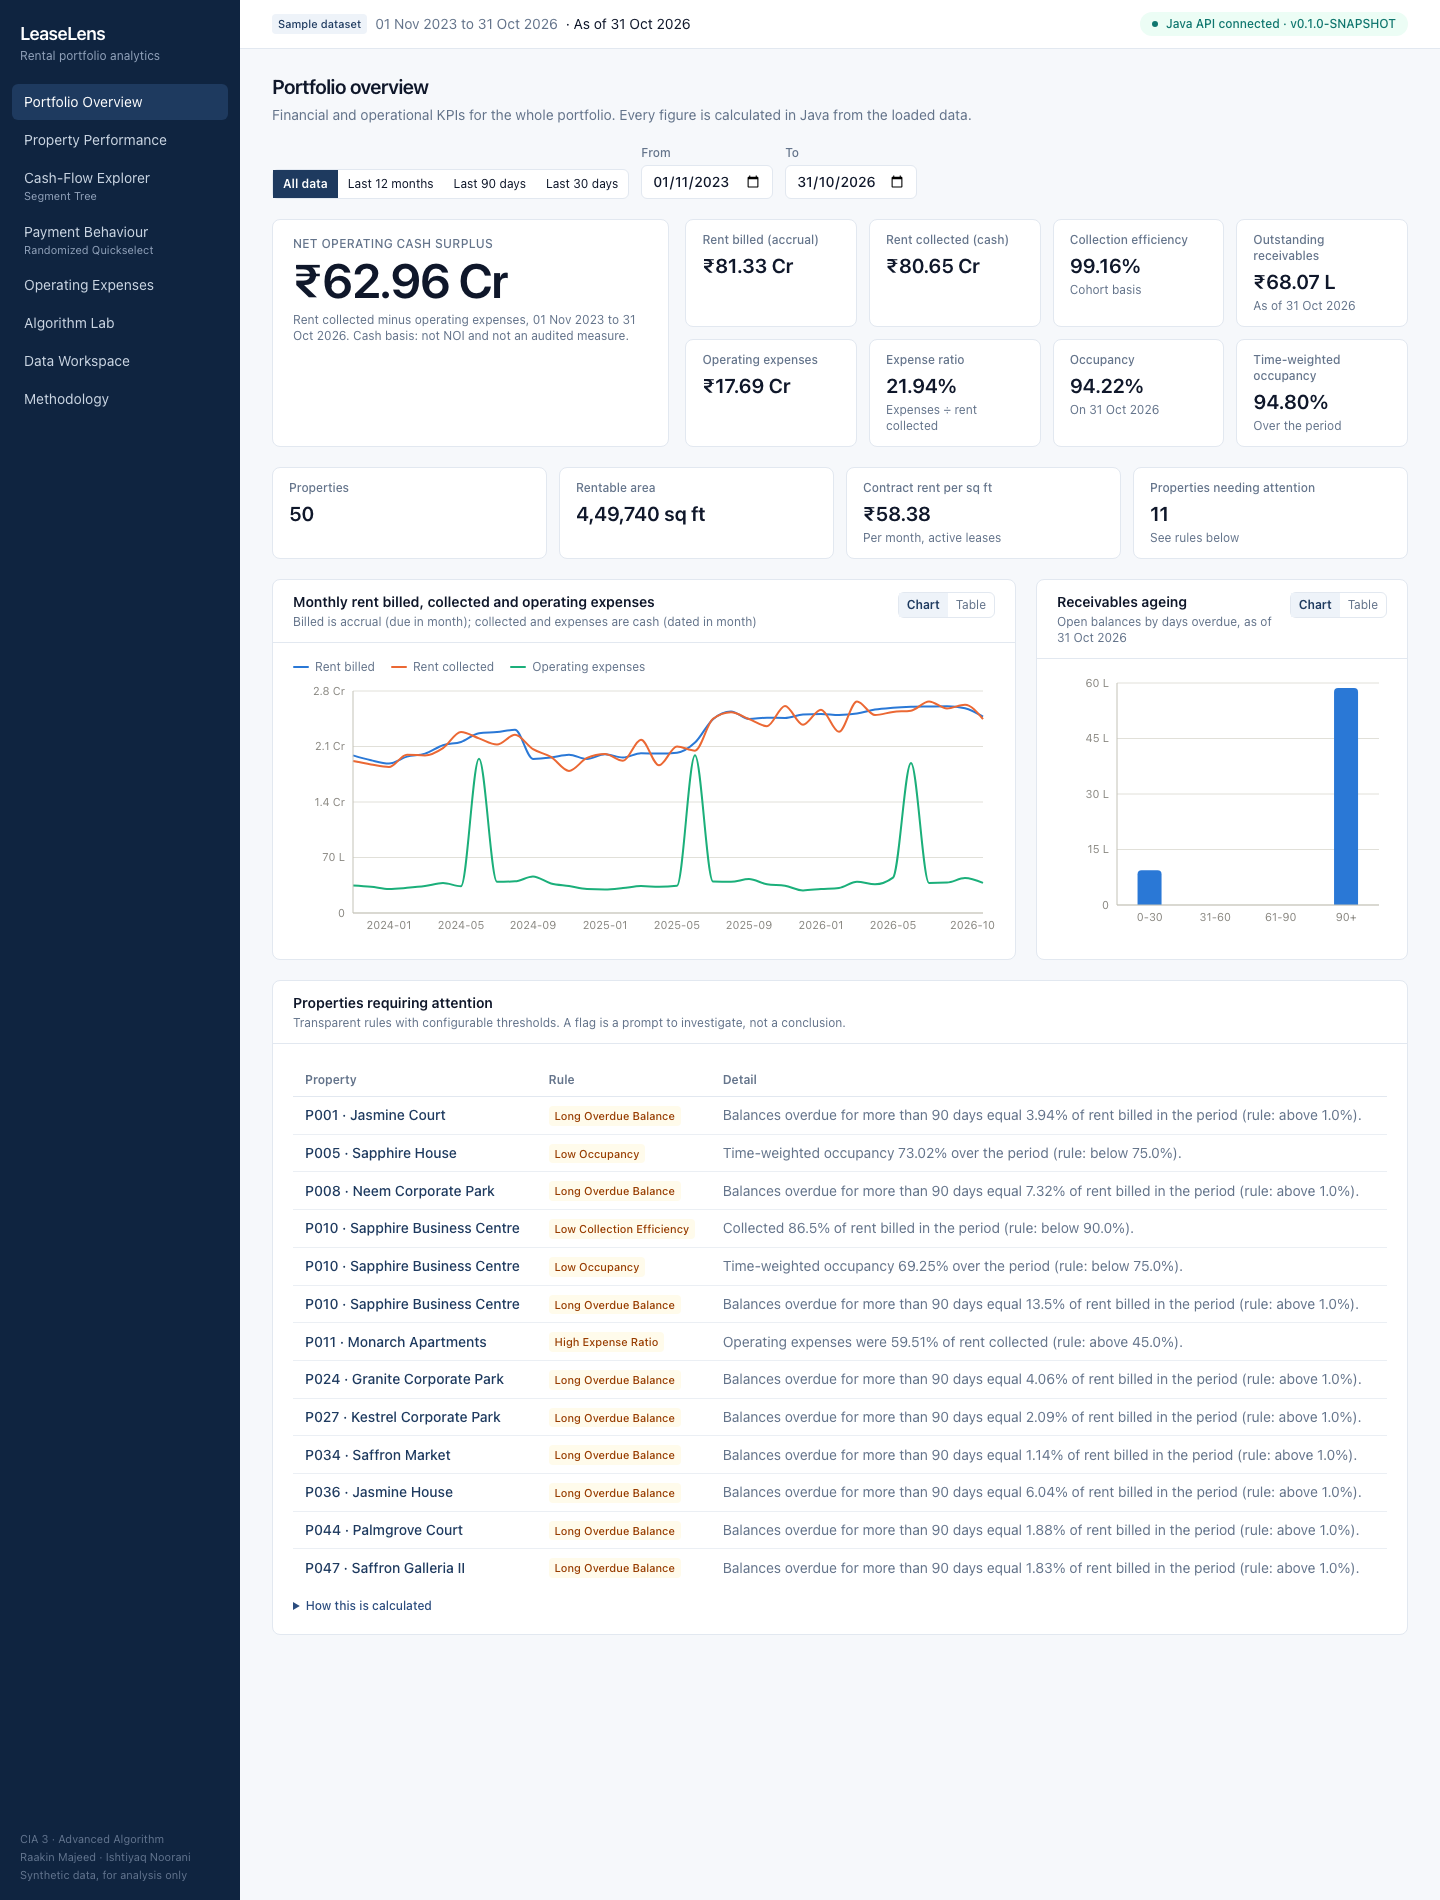 LeaseLens
Rental portfolio analytics
Portfolio Overview
Property Performance
Cash-Flow Explorer
Segment Tree
Payment Behaviour
Randomized Quickselect
Operating Expenses
Algorithm Lab
Data Workspace
Methodology
CIA 3 · Advanced Algorithm
Raakin Majeed · Ishtiyaq Noorani
Synthetic data, for analysis only
Sample dataset 01 Nov 2023 to 31 Oct 2026 · As of 31 Oct 2026
Java API connected · v0.1.0-SNAPSHOT
Portfolio overview
Financial and operational KPIs for the whole portfolio. Every figure is calculated in Java from the loaded data.
All data Last 12 months Last 90 days Last 30 days
From
01/11/2023
To
31/10/2026
NET OPERATING CASH SURPLUS
₹62.96 Cr
Rent collected minus operating expenses, 01 Nov 2023 to 31
Oct 2026. Cash basis: not NOI and not an audited measure.
Rent billed (accrual)
₹81.33 Cr
Rent collected (cash)
₹80.65 Cr
Collection efficiency
99.16%
Cohort basis
Outstanding
receivables
₹68.07 L
As of 31 Oct 2026
Operating expenses
₹17.69 Cr
Expense ratio
21.94%
Expenses ÷ rent
collected
Occupancy
94.22%
On 31 Oct 2026
Time-weighted
occupancy
94.80%
Over the period
Properties
50
Rentable area
4,49,740 sq ft
Contract rent per sq ft
₹58.38
Per month, active leases
Properties needing attention
11
See rules below
Monthly rent billed, collected and operating expenses
Billed is accrual (due in month); collected and expenses are cash (dated in month)
Chart Table
Rent billed Rent collected Operating expenses
2.8 Cr
2.1 Cr
1.4 Cr
70 L
0
2024-01 2024-05 2024-09 2025-01 2025-05 2025-09 2026-01 2026-05 2026-10
Receivables ageing
Open balances by days overdue, as of
31 Oct 2026
Chart Table
60 L
45 L
30 L
15 L
0
0-30 31-60 61-90 90+
Properties requiring attention
Transparent rules with configurable thresholds. A flag is a prompt to investigate, not a conclusion.
Property Rule Detail
P001 · Jasmine Court Long Overdue Balance Balances overdue for more than 90 days equal 3.94% of rent billed in the period (rule: above 1.0%).
P005 · Sapphire House Low Occupancy Time-weighted occupancy 73.02% over the period (rule: below 75.0%).
P008 · Neem Corporate Park Long Overdue Balance Balances overdue for more than 90 days equal 7.32% of rent billed in the period (rule: above 1.0%).
P010 · Sapphire Business Centre Low Collection Efficiency Collected 86.5% of rent billed in the period (rule: below 90.0%).
P010 · Sapphire Business Centre Low Occupancy Time-weighted occupancy 69.25% over the period (rule: below 75.0%).
P010 · Sapphire Business Centre Long Overdue Balance Balances overdue for more than 90 days equal 13.5% of rent billed in the period (rule: above 1.0%).
P011 · Monarch Apartments High Expense Ratio Operating expenses were 59.51% of rent collected (rule: above 45.0%).
P024 · Granite Corporate Park Long Overdue Balance Balances overdue for more than 90 days equal 4.06% of rent billed in the period (rule: above 1.0%).
P027 · Kestrel Corporate Park Long Overdue Balance Balances overdue for more than 90 days equal 2.09% of rent billed in the period (rule: above 1.0%).
P034 · Saffron Market Long Overdue Balance Balances overdue for more than 90 days equal 1.14% of rent billed in the period (rule: above 1.0%).
P036 · Jasmine House Long Overdue Balance Balances overdue for more than 90 days equal 6.04% of rent billed in the period (rule: above 1.0%).
P044 · Palmgrove Court Long Overdue Balance Balances overdue for more than 90 days equal 1.88% of rent billed in the period (rule: above 1.0%).
P047 · Saffron Galleria II Long Overdue Balance Balances overdue for more than 90 days equal 1.83% of rent billed in the period (rule: above 1.0%).
How this is calculated